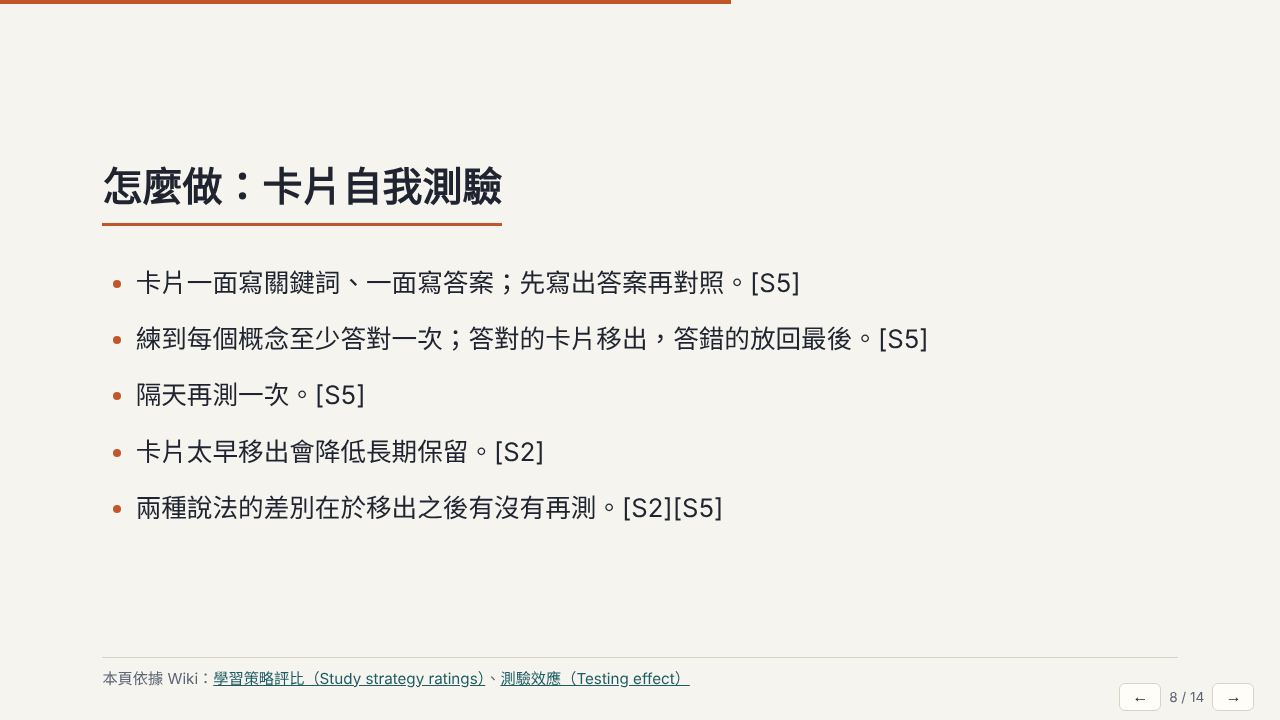 怎麼做：卡片自我測驗
卡片一面寫關鍵詞、一面寫答案；先寫出答案再對照。[S5]
練到每個概念至少答對一次；答對的卡片移出，答錯的放回最後。[S5]
隔天再測一次。[S5]
卡片太早移出會降低長期保留。[S2]
兩種說法的差別在於移出之後有沒有再測。[S2][S5]
本頁依據 Wiki：學習策略評比（Study strategy ratings）、測驗效應（Testing effect）
← 8 / 14 →